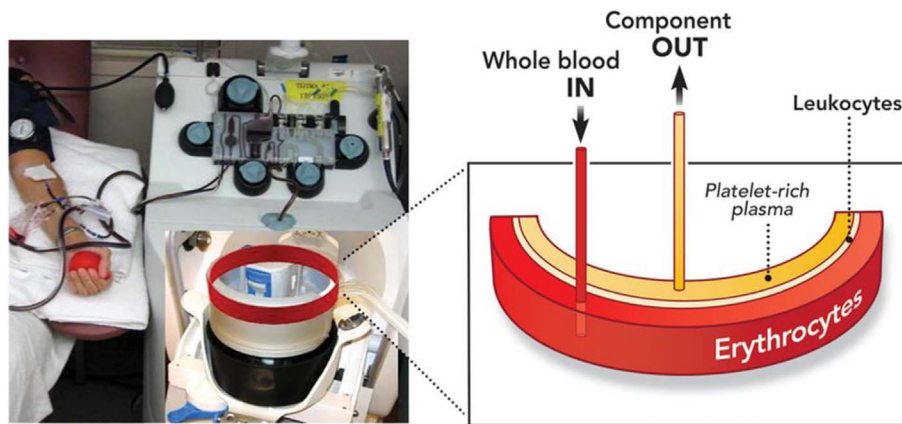 Component
OUT
Whole blood
IN
Leukocytes
Platelet-rich
plasma
Erythrocytes